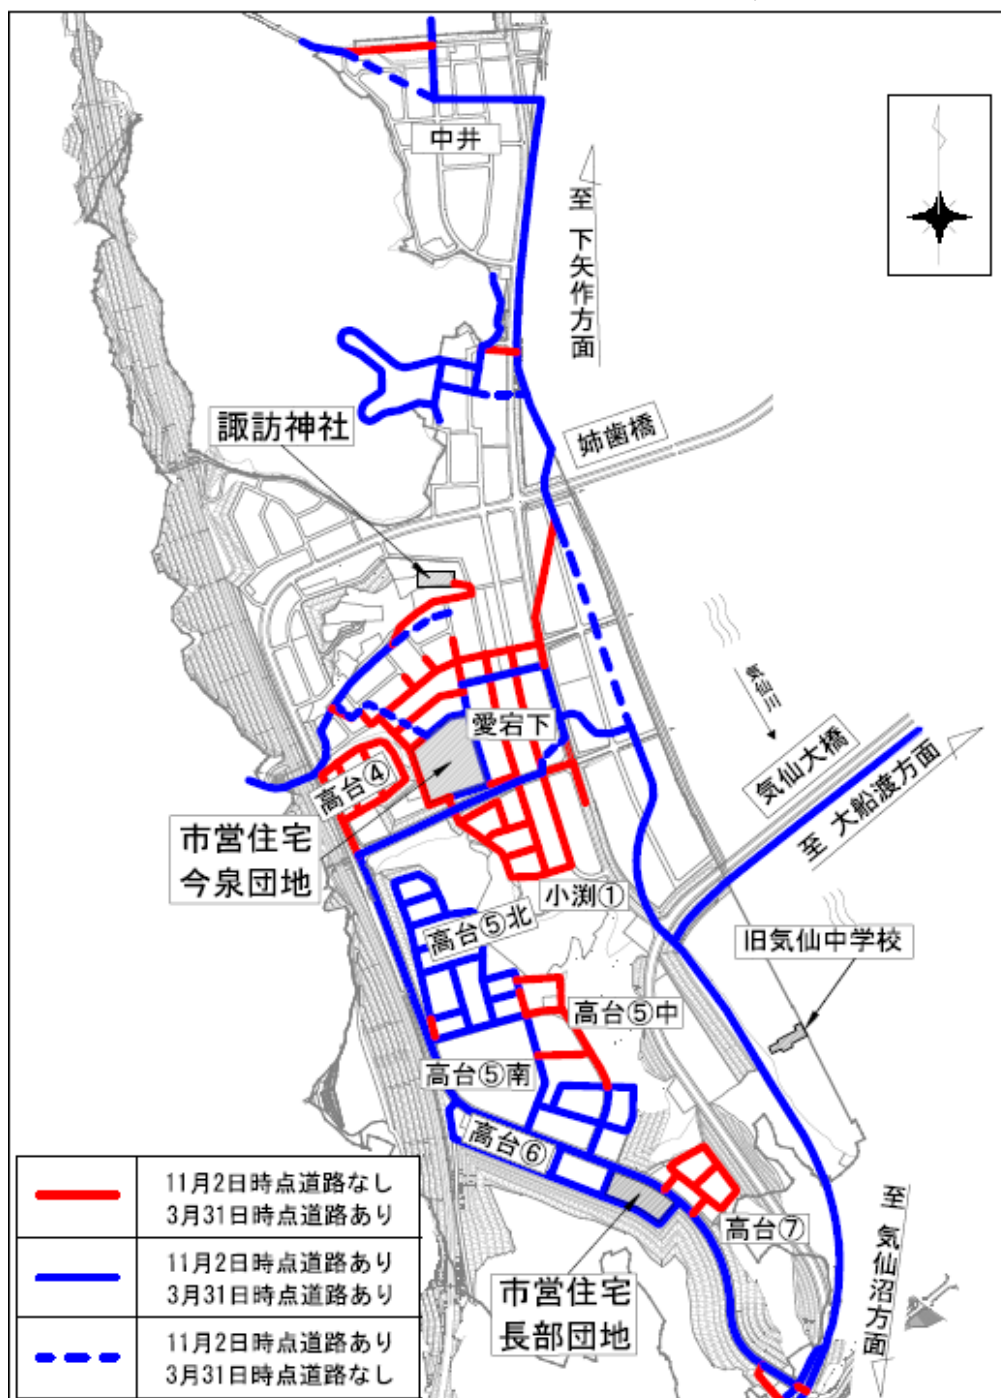 中井
至 下矢作方面
諏訪神社
姉歯橋
気仙川
愛宕下
気仙大橋
至 大船渡方面
高台④
市営住宅
今泉団地
小渕①
高台⑤北
旧気仙中学校
高台⑤中
高台⑤南
高台⑥
高台⑦
市営住宅
長部団地
至 気仙沼方面
11月2日時点道路なし
3月31日時点道路あり
11月2日時点道路あり
3月31日時点道路あり
11月2日時点道路あり
3月31日時点道路なし